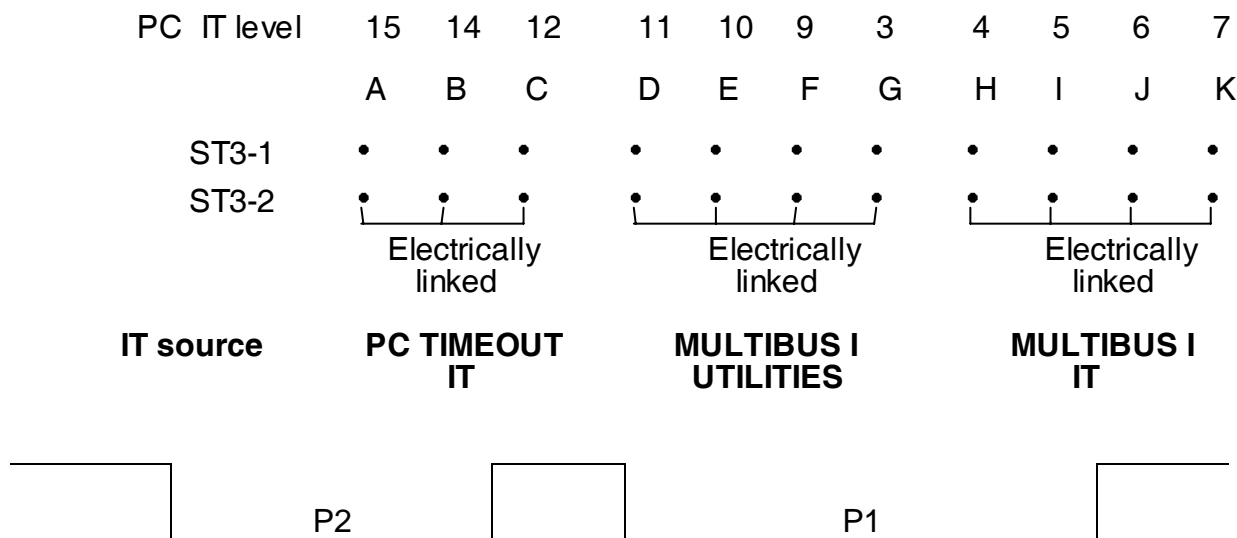 PC IT level 15 14 12 11 10 9 3 4 5 6 7
A B C D E F G H I J K
ST3-1
ST3-2
Electrically linked Electrically linked Electrically linked
IT source PC TIMEOUT IT MULTIBUS I UTILITIES MULTIBUS I IT
P2 P1